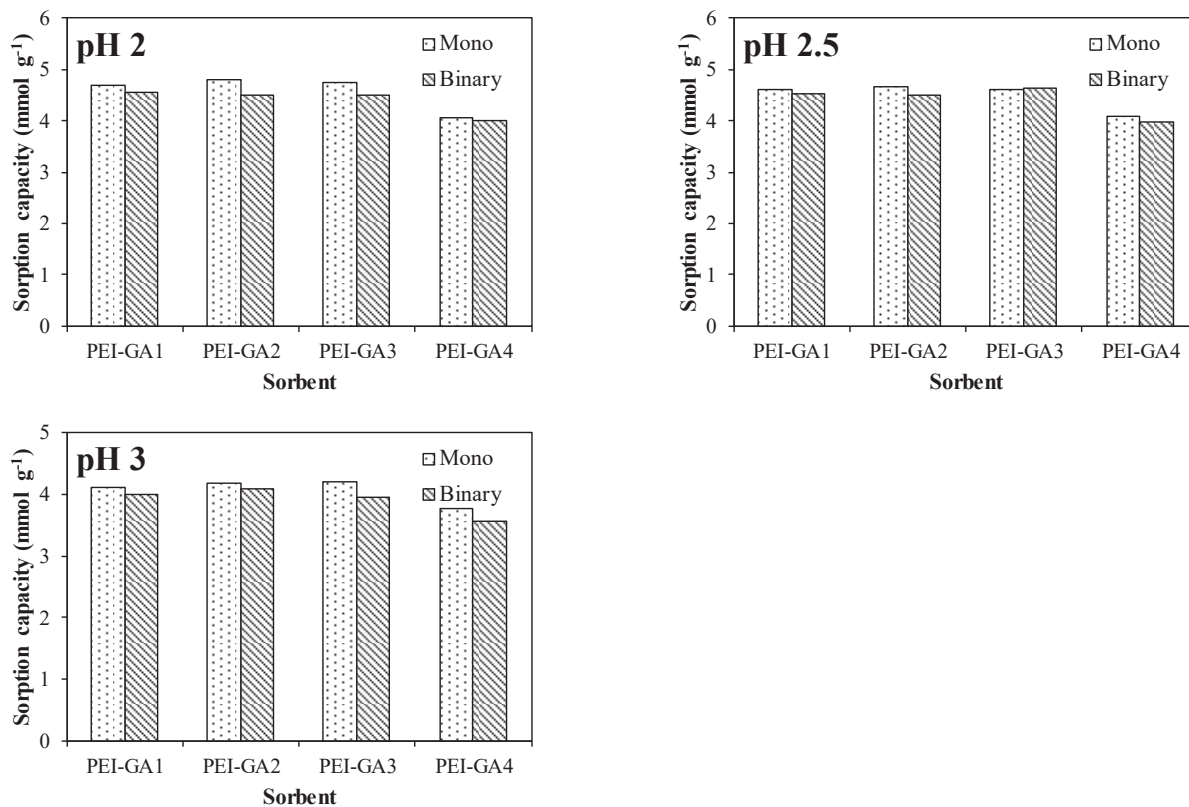 pH 2
Mono
Binary
Sorption capacity (mmol g-1)
6
5
4
3
2
1
0
PEI-GA1 PEI-GA2 PEI-GA3 PEI-GA4
Sorbent
pH 2.5
Mono
Binary
Sorption capacity (mmol g-1)
6
5
4
3
2
1
0
PEI-GA1 PEI-GA2 PEI-GA3 PEI-GA4
Sorbent
pH 3
Mono
Binary
Sorption capacity (mmol g-1)
5
4
3
2
1
0
PEI-GA1 PEI-GA2 PEI-GA3 PEI-GA4
Sorbent